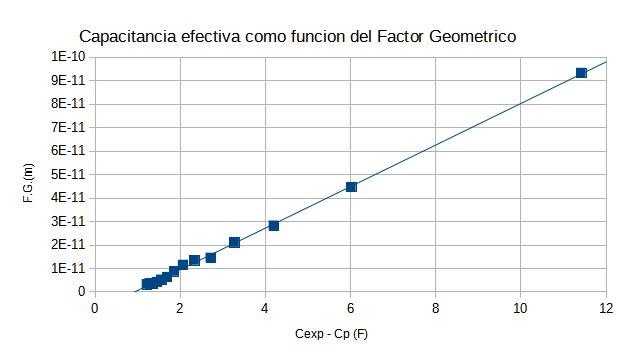 Capacitancia efectiva como funcion del Factor Geometrico
1E-10
9E-11
8E-11
7E-11
6E-11
5E-11
4E-11
3E-11
2E-11
1E-11
0
F.G.(m)
0 2 4 6 8 10 12
Cexp - Cp (F)